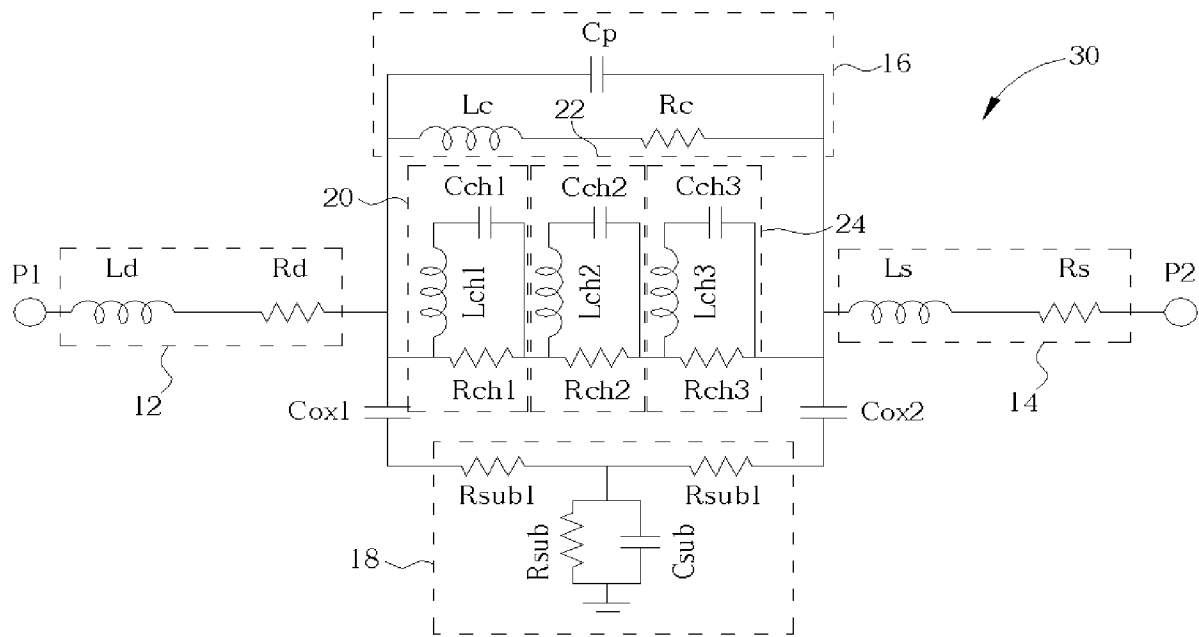 Cp
16
30
Lc
22
Rc
20
Cch1
Cch2
Cch3
24
P1
Ld
Rd
Lch1
Lch2
Lch3
Ls
Rs
P2
12
Rch1
Rch2
Rch3
14
Cox1
Cox2
Rsub1
Rsub1
18
Rsub
Csub